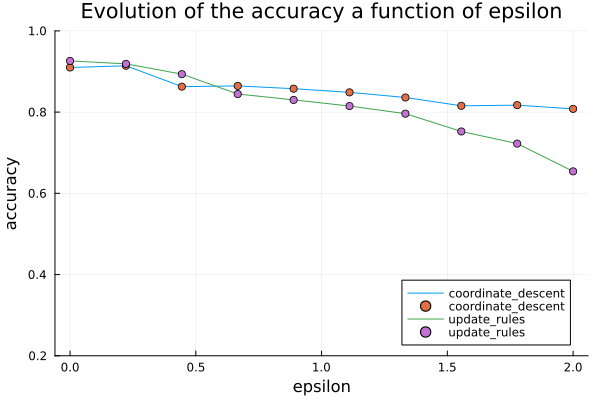 Evolution of the accuracy a function of epsilon
1.0
0.8
0.6
0.4
0.2
accuracy
0.0 0.5 1.0 1.5 2.0
epsilon
coordinate_descent
coordinate_descent
update_rules
update_rules